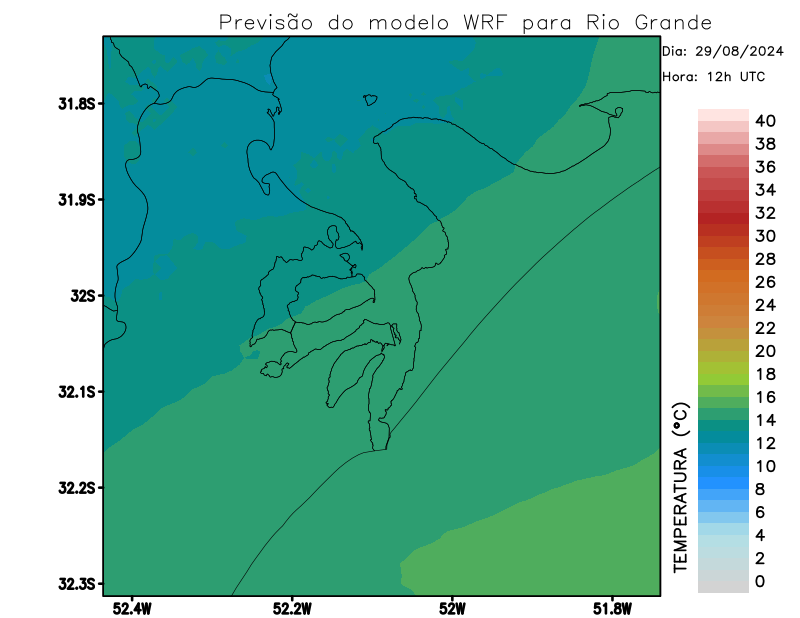 Previsão do modelo WRF para Rio Grande
Dia: 29/08/2024
Hora: 12h UTC
31.8S
31.9S
32S
32.1S
32.2S
32.3S
52.4W
52.2W
52W
51.8W
TEMPERATURA (°C)
40
38
36
34
32
30
28
26
24
22
20
18
16
14
12
10
8
6
4
2
0